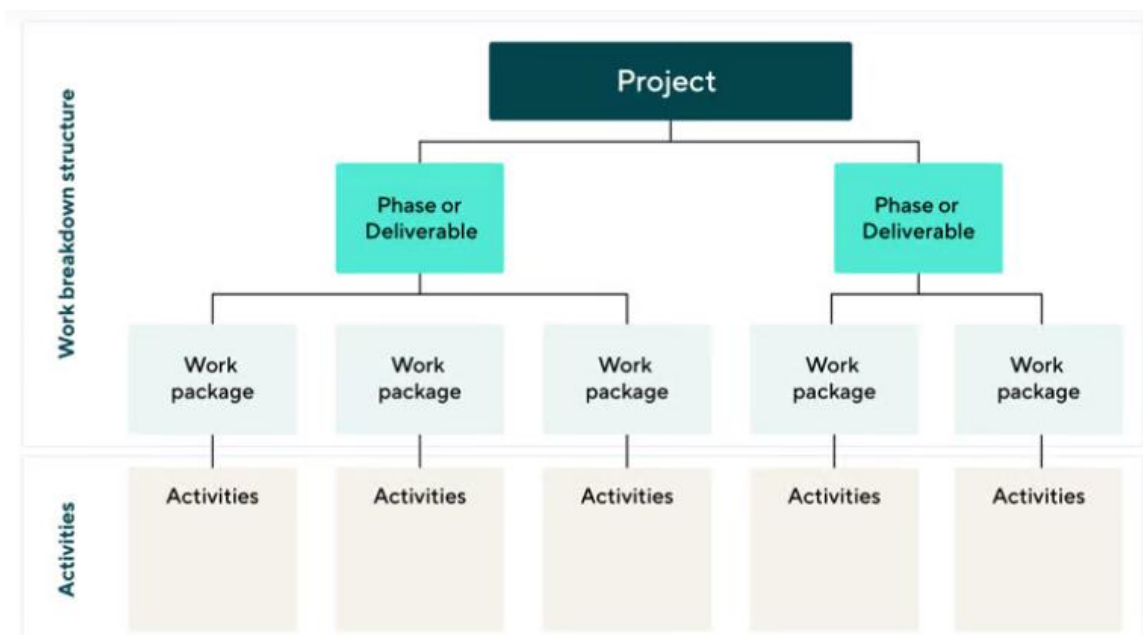 Project
Work breakdown structure
Phase or
Deliverable
Phase or
Deliverable
Work
package
Work
package
Work
package
Work
package
Work
package
Activities
Activities
Activities
Activities
Activities
Activities